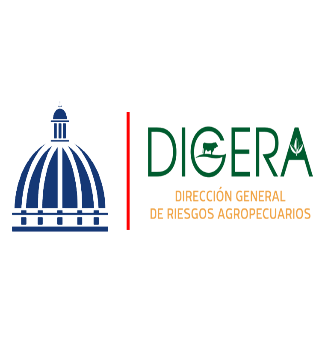 DIGERA
DIRECCIÓN GENERAL
DE RIESGOS AGROPECUARIOS